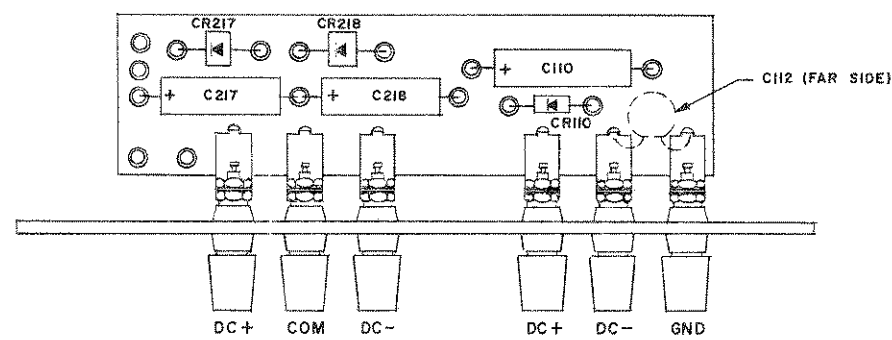 CR217 CR218
+ C110
C112 (FAR SIDE)
+ C217 + C218
CR110
DC+ COM DC- DC+ DC- GND